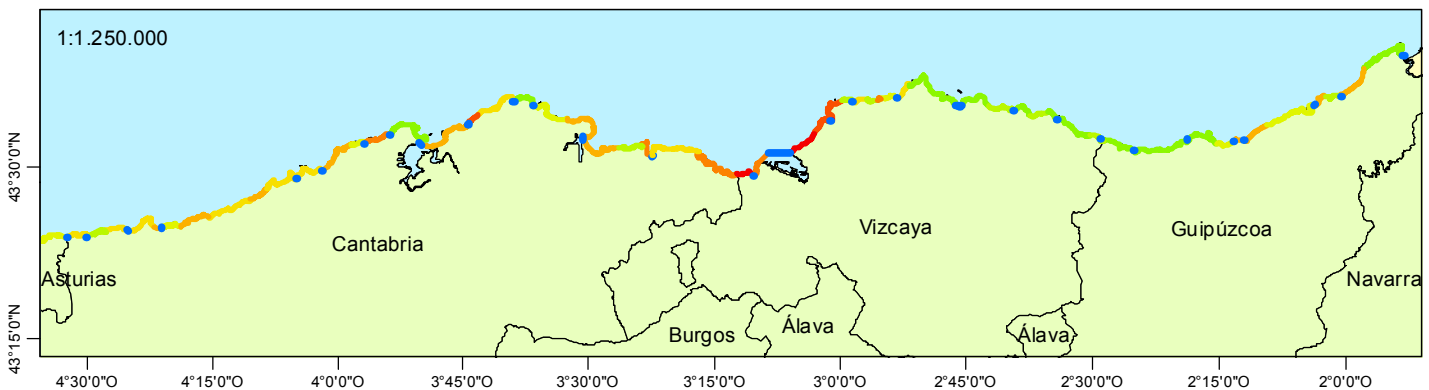 1:1.250.000
43°30'0"N
Vizcaya
Guipúzcoa
Cantabria
Asturias
Navarra
Burgos
Álava
Álava
43°15'0"N
4°30'0"O
4°15'0"O
4°0'0"O
3°45'0"O
3°30'0"O
3°15'0"O
3°0'0"O
2°45'0"O
2°30'0"O
2°15'0"O
2°0'0"O